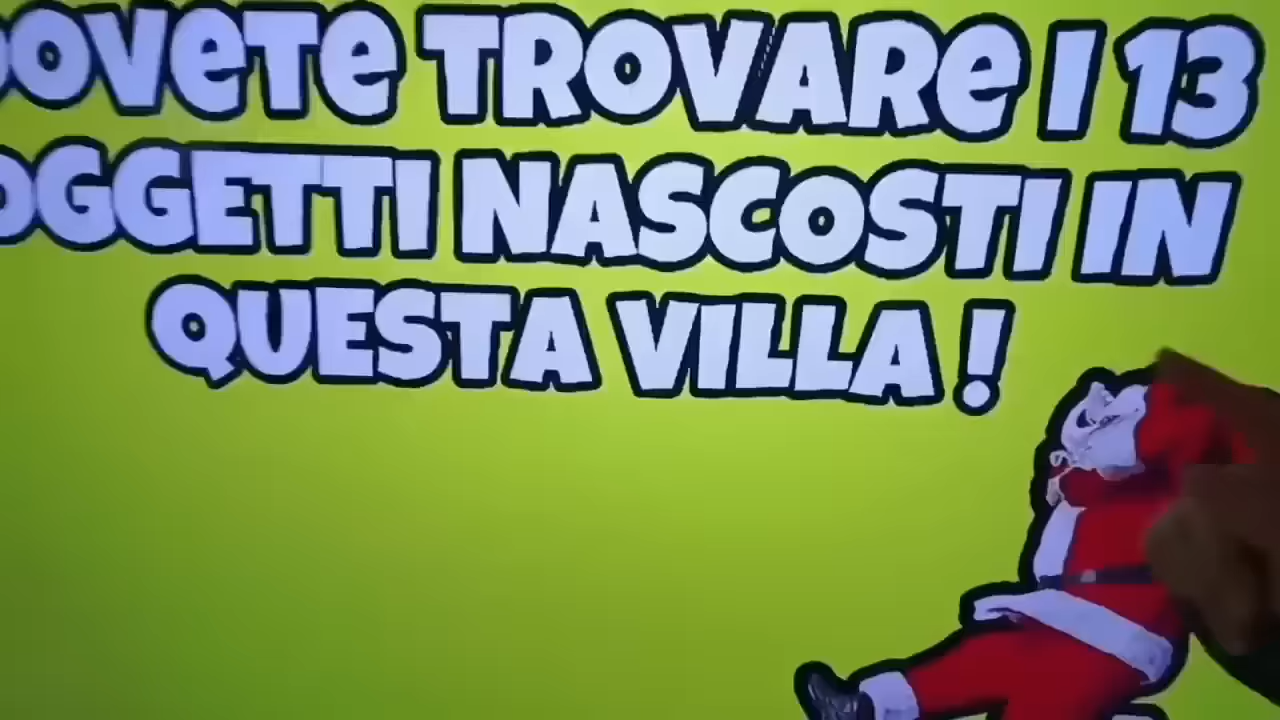 DOVETE TROVARE I 13
OGGETTI NASCOSTI IN
QUESTA VILLA !